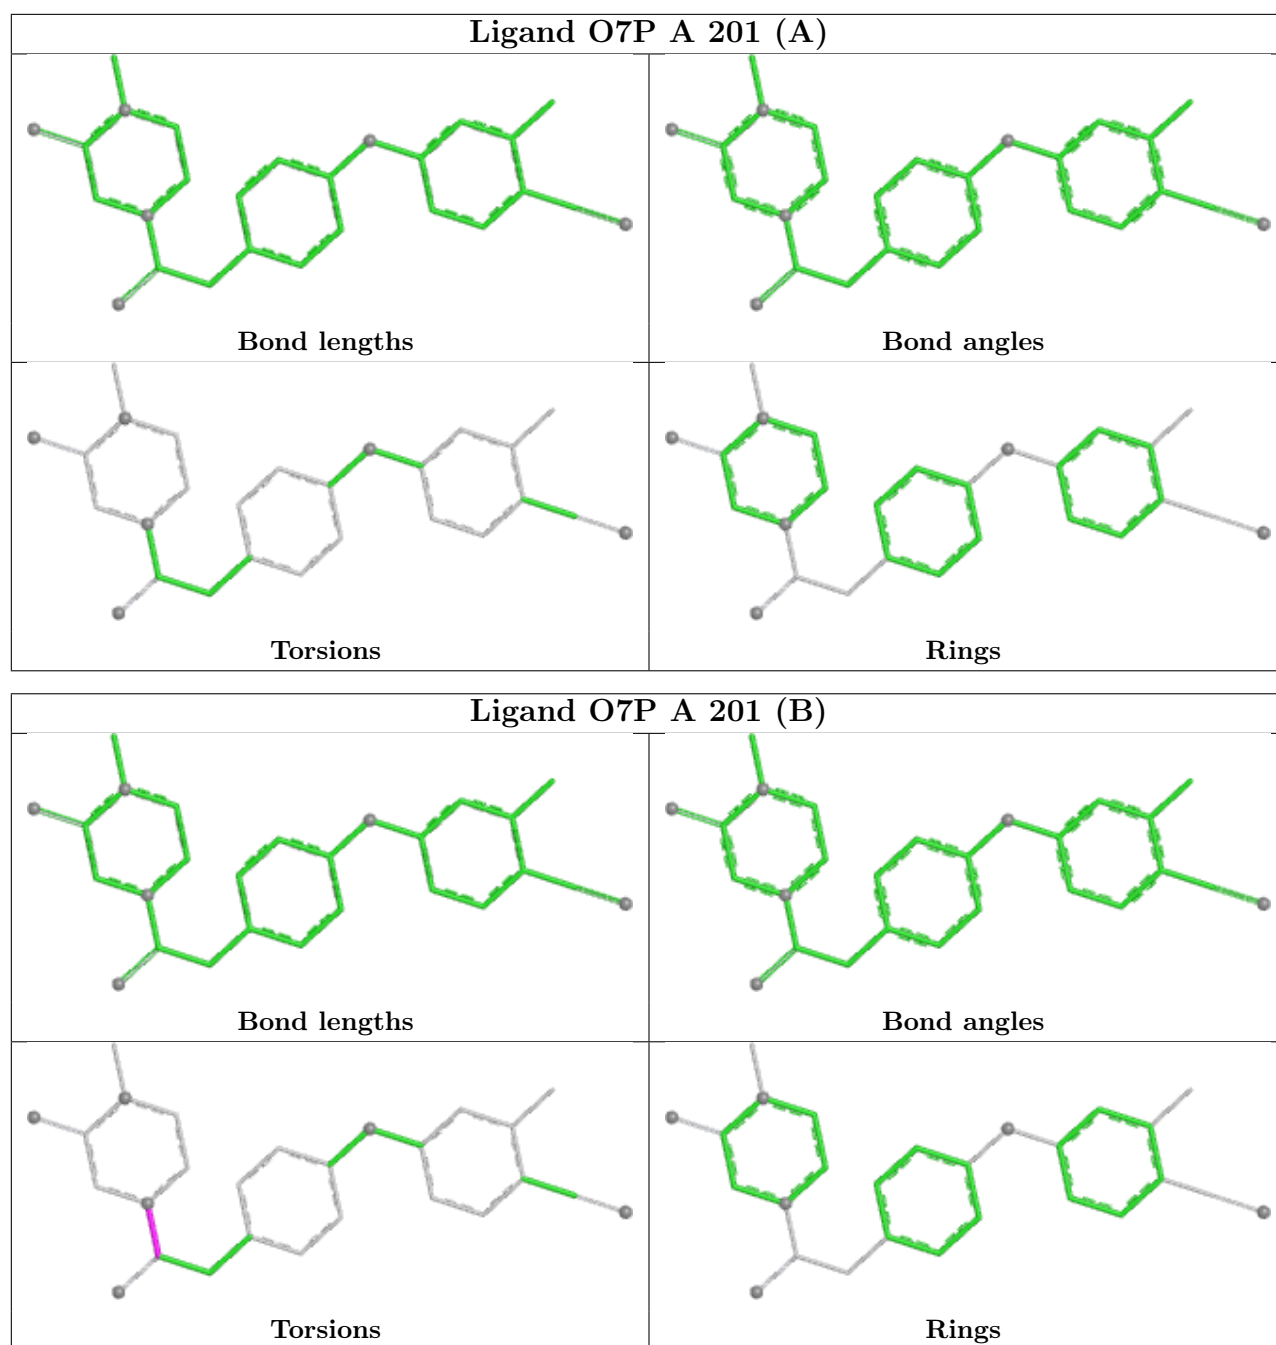 Ligand O7P A 201 (A)
Bond lengths
Bond angles
Torsions
Rings
Ligand O7P A 201 (B)
Bond lengths
Bond angles
Torsions
Rings